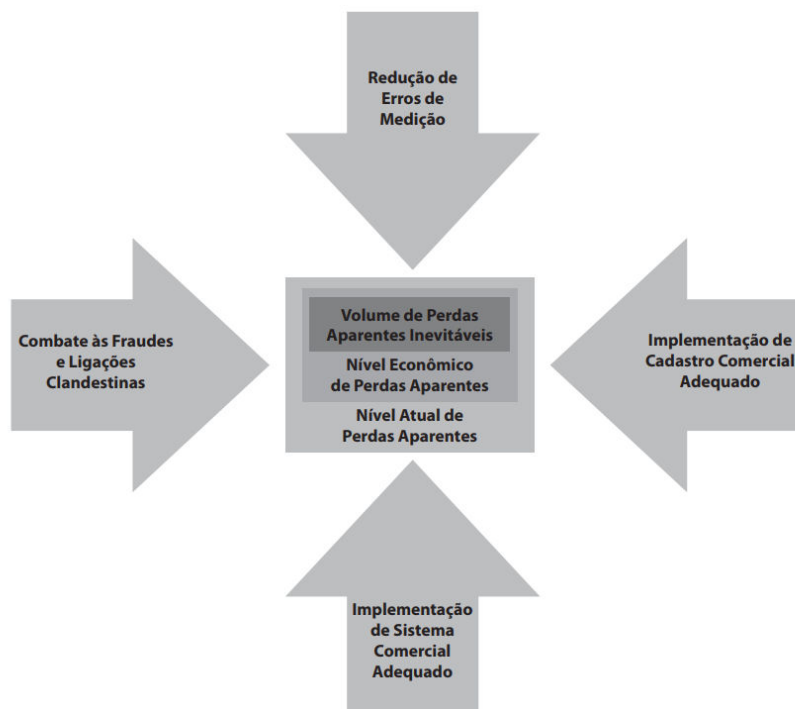 Redução de
Erros de
Medição
Combate às Fraudes
e Ligações
Clandestinas
Volume de Perdas
Aparentes Inevitáveis
Nível Econômico
de Perdas Aparentes
Nível Atual de
Perdas Aparentes
Implementação de
Cadastro Comercial
Adequado
Implementação
de Sistema
Comercial
Adequado